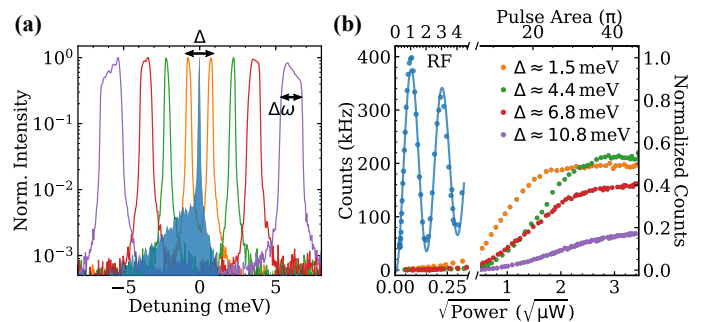 (a)
Δ
Δω
10⁰
10⁻¹
10⁻²
10⁻³
Norm. Intensity
−5 0 5
Detuning (meV)
(b)
Pulse Area (π)
0 1 2 3 4 20 40
RF
Δ ≈ 1.5 meV
Δ ≈ 4.4 meV
Δ ≈ 6.8 meV
Δ ≈ 10.8 meV
400
300
200
100
0
Counts (kHz)
1.0
0.8
0.6
0.4
0.2
0.0
Normalized Counts
0.00 0.25 1 2 3
√Power (√μW)